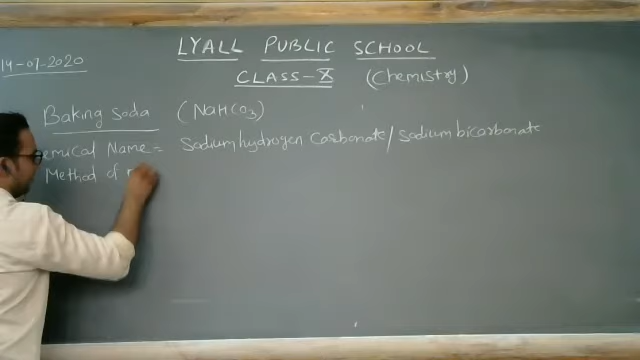 14-07-2020
LYALL PUBLIC SCHOOL
CLASS-X (Chemistry)
Baking Soda (NaHCO3)
emical Name = Sodium hydrogen Carbonate/Sodium bicarbonate
Method of